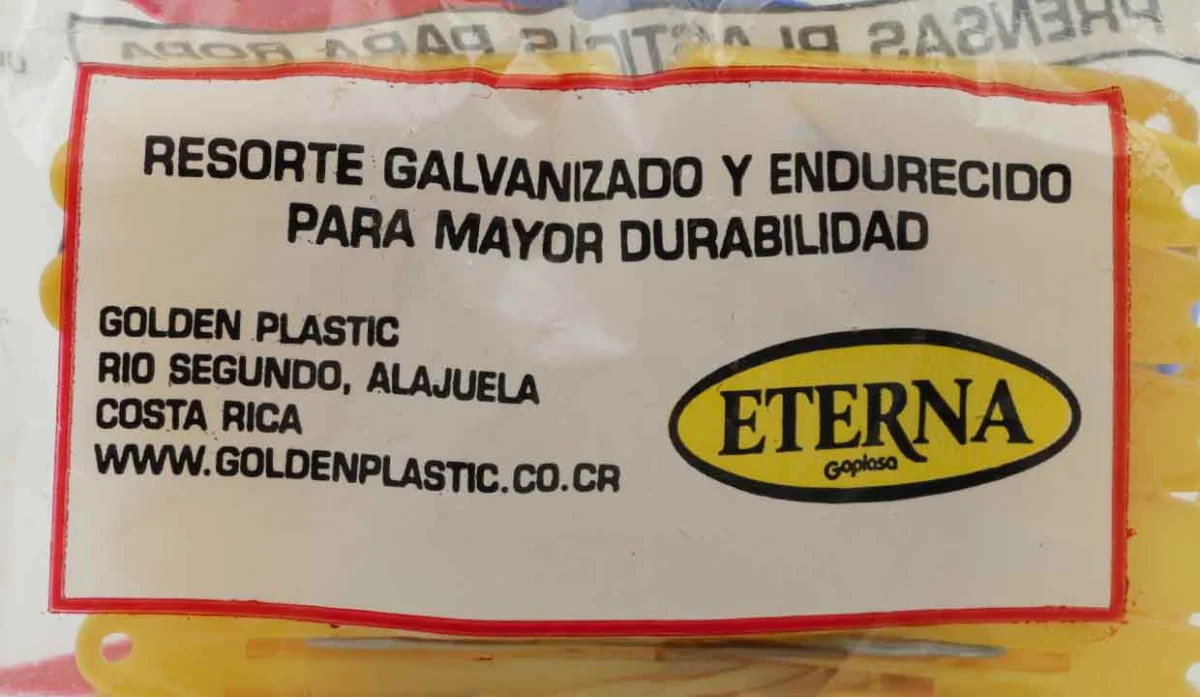 PRENSAS PLASTICAS PARA ROPA
RESORTE GALVANIZADO Y ENDURECIDO
PARA MAYOR DURABILIDAD
GOLDEN PLASTIC
RIO SEGUNDO, ALAJUELA
COSTA RICA
WWW.GOLDENPLASTIC.CO.CR
ETERNA
Goplasa